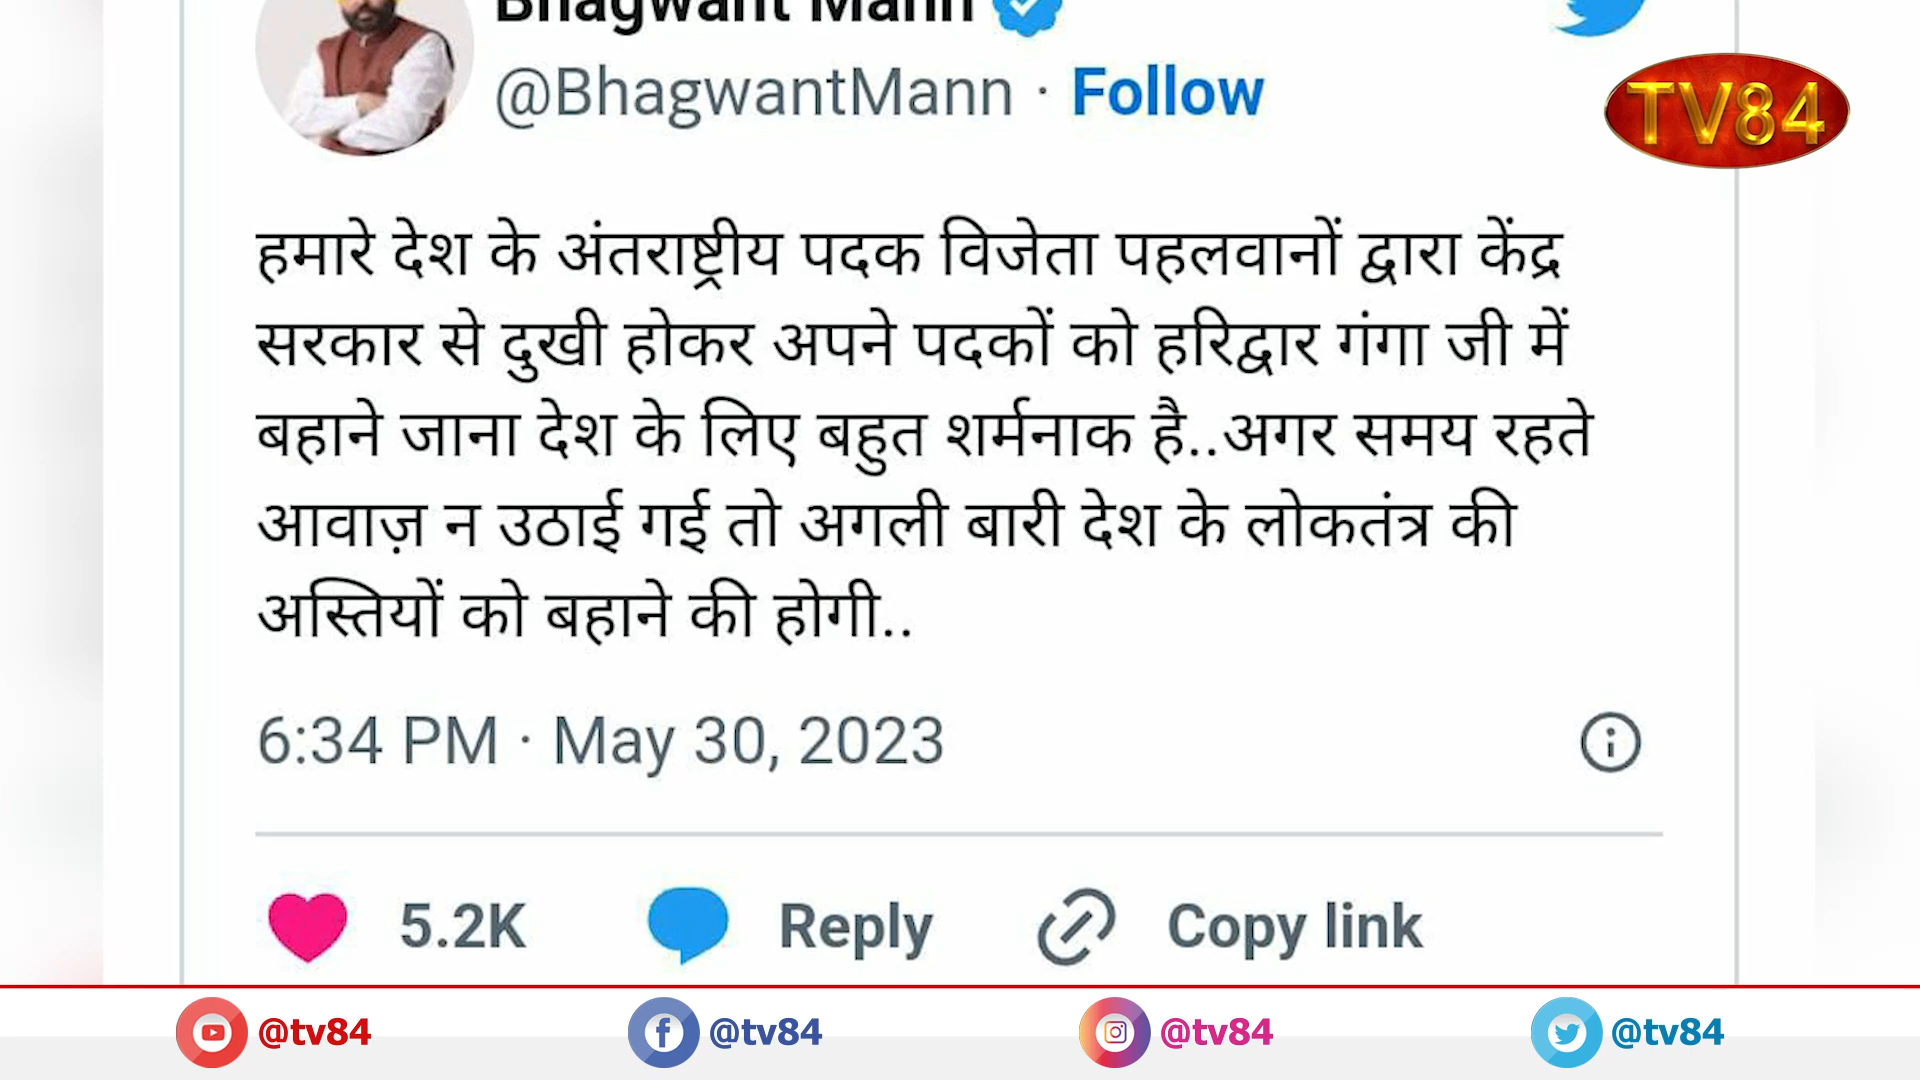 Bhagwant Mann
@BhagwantMann · Follow
TV84
हमारे देश के अंतराष्ट्रीय पदक विजेता पहलवानों द्वारा केंद्र
सरकार से दुखी होकर अपने पदकों को हरिद्वार गंगा जी में
बहाने जाना देश के लिए बहुत शर्मनाक है..अगर समय रहते
आवाज़ न उठाई गई तो अगली बारी देश के लोकतंत्र की
अस्तियों को बहाने की होगी..
6:34 PM · May 30, 2023
5.2K Reply Copy link
@tv84 @tv84 @tv84 @tv84